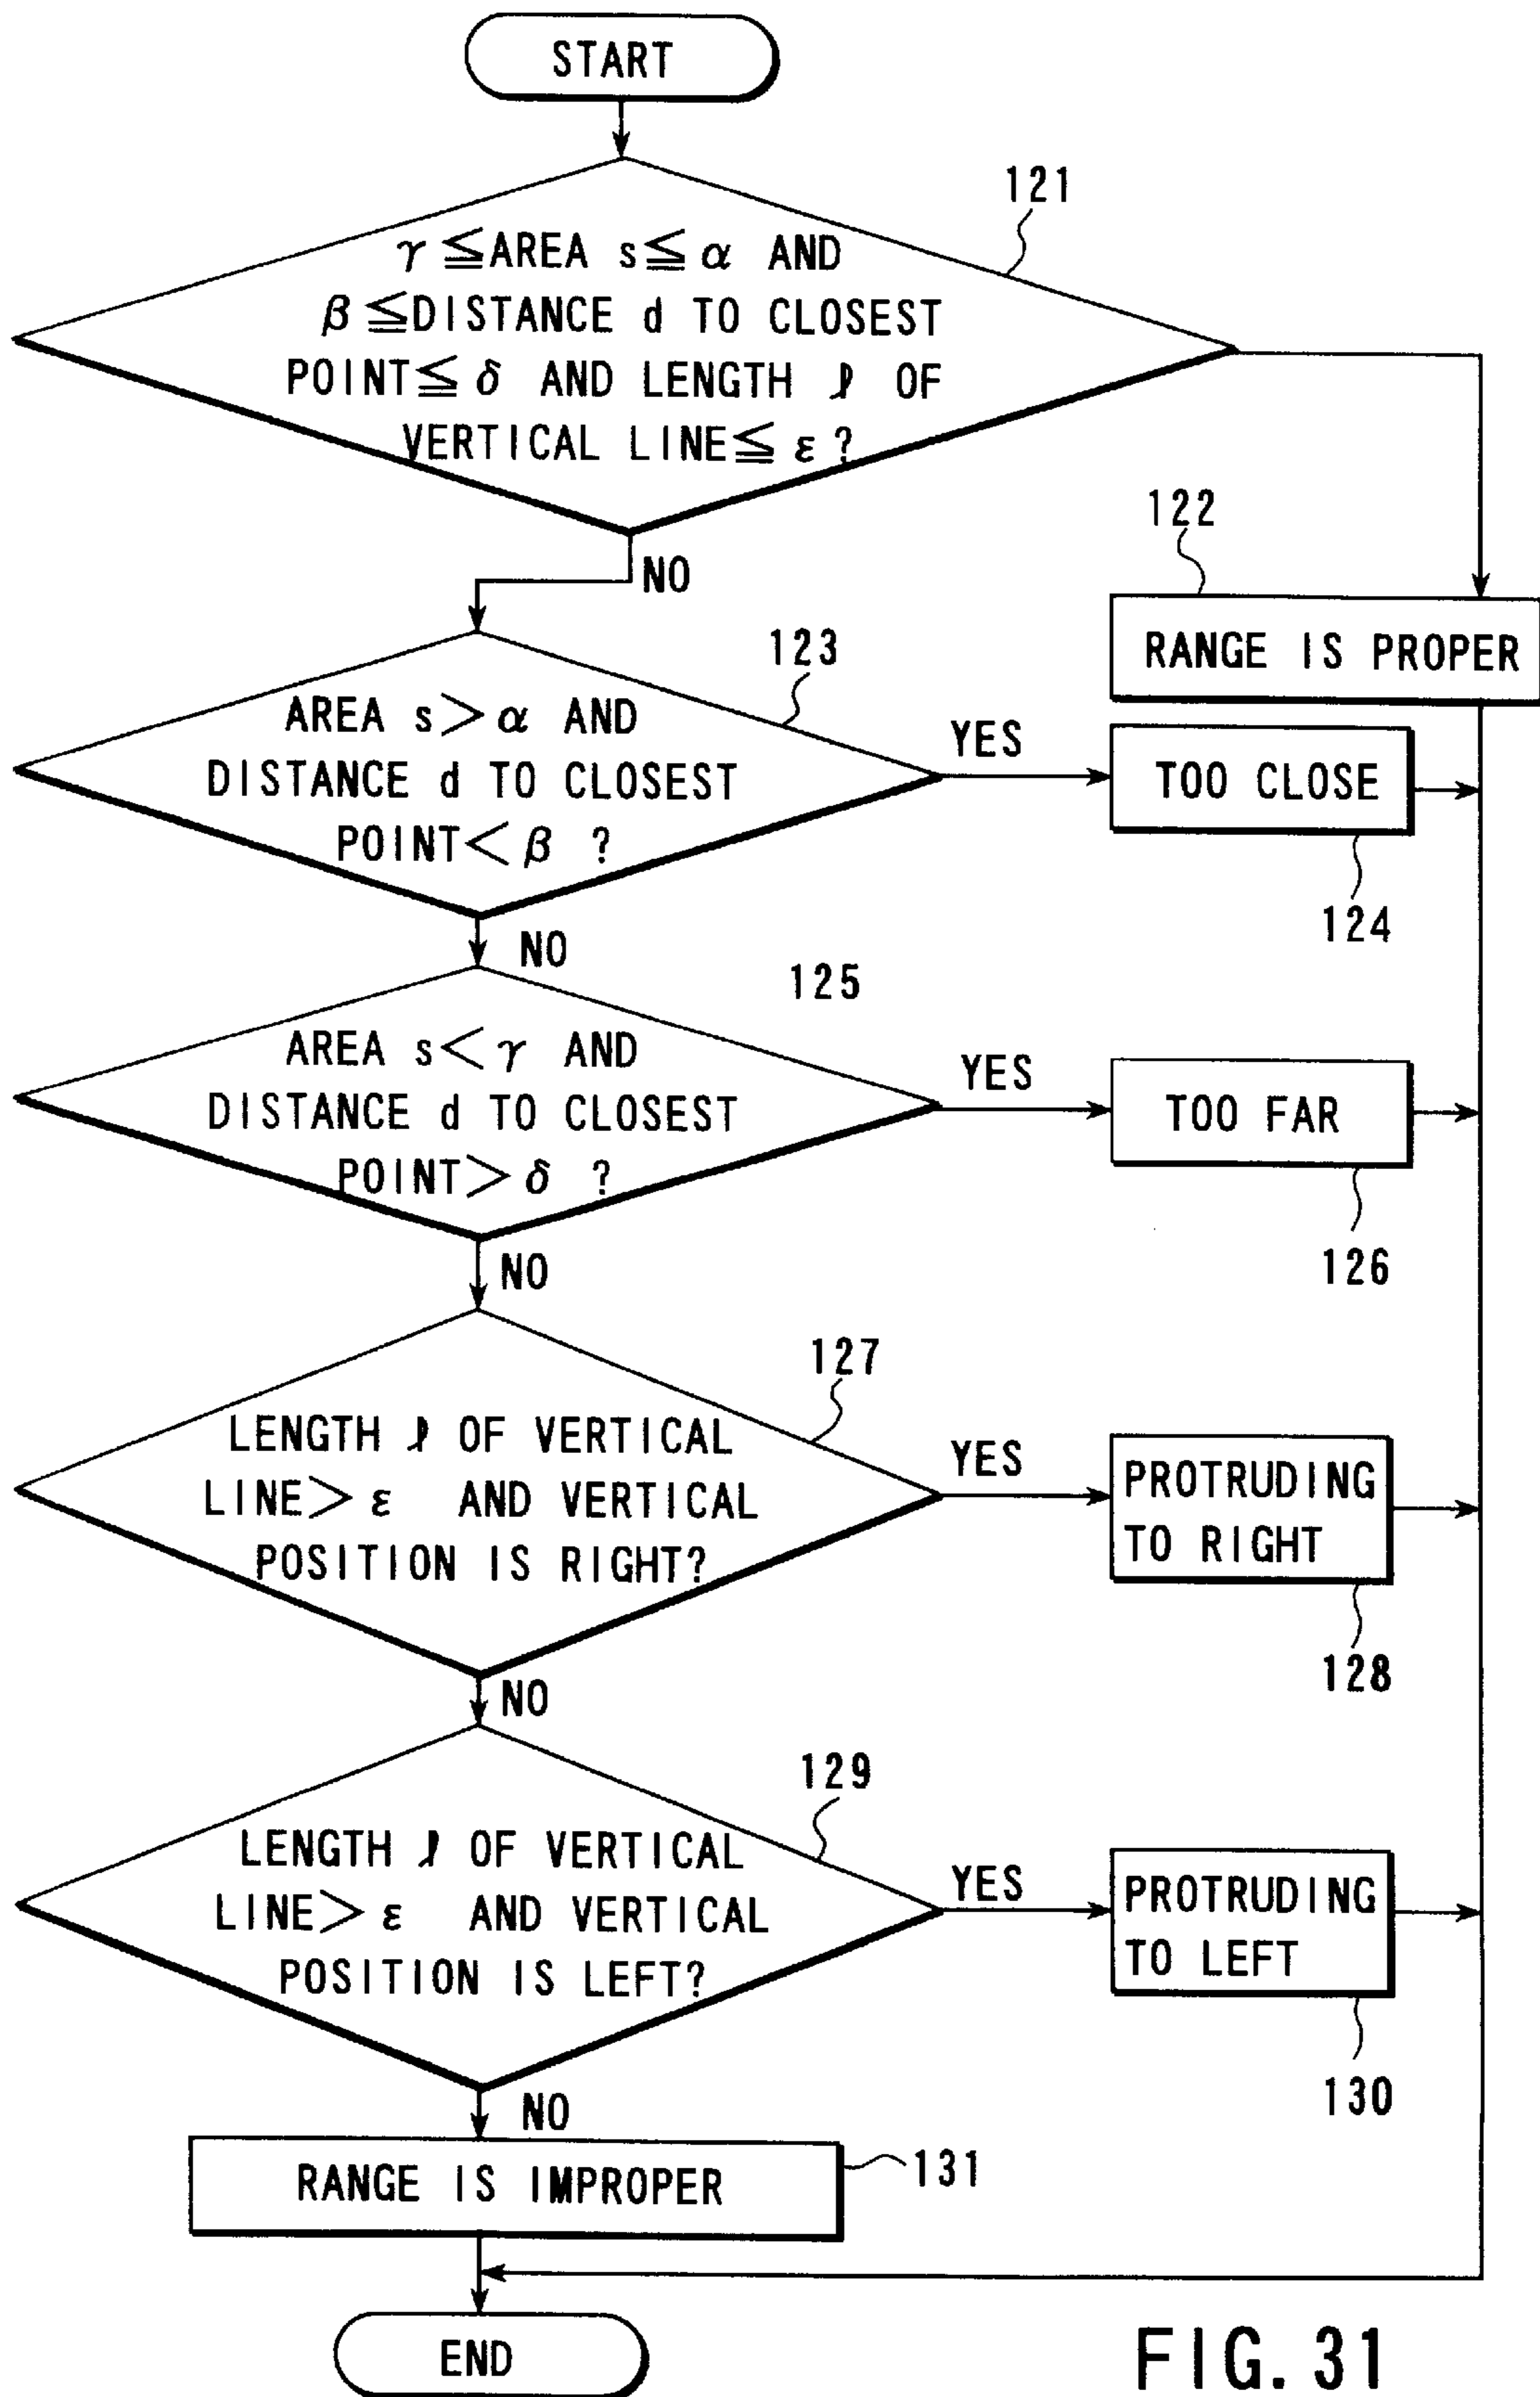 START
121
γ ≦AREA s≦ α AND
β ≦DISTANCE d TO CLOSEST
POINT≦ δ AND LENGTH ℓ OF
VERTICAL LINE≦ ε ?
NO
122
RANGE IS PROPER
123
AREA s> α AND
DISTANCE d TO CLOSEST
POINT< β ?
YES
TOO CLOSE
124
NO
125
AREA s< γ AND
DISTANCE d TO CLOSEST
POINT> δ ?
YES
TOO FAR
126
NO
127
LENGTH ℓ OF VERTICAL
LINE> ε AND VERTICAL
POSITION IS RIGHT?
YES
PROTRUDING
TO RIGHT
128
NO
129
LENGTH ℓ OF VERTICAL
LINE> ε AND VERTICAL
POSITION IS LEFT?
YES
PROTRUDING
TO LEFT
130
NO
RANGE IS IMPROPER
131
END
FIG. 31